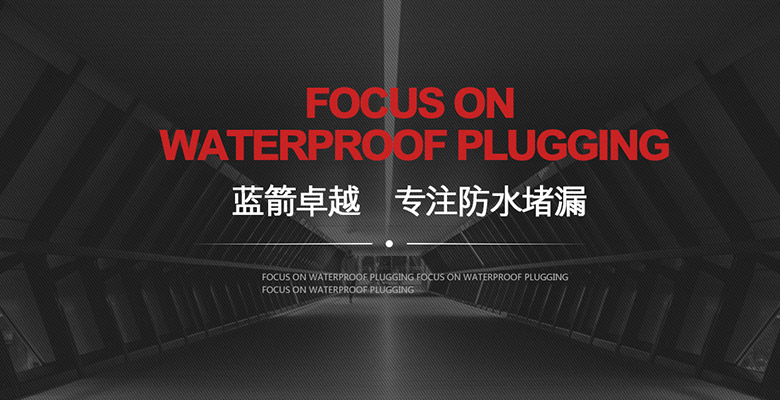 FOCUS ON
WATERPROOF PLUGGING
蓝箭卓越 专注防水堵漏
FOCUS ON WATERPROOF PLUGGING FOCUS ON WATERPROOF PLUGGING
FOCUS ON WATERPROOF PLUGGING